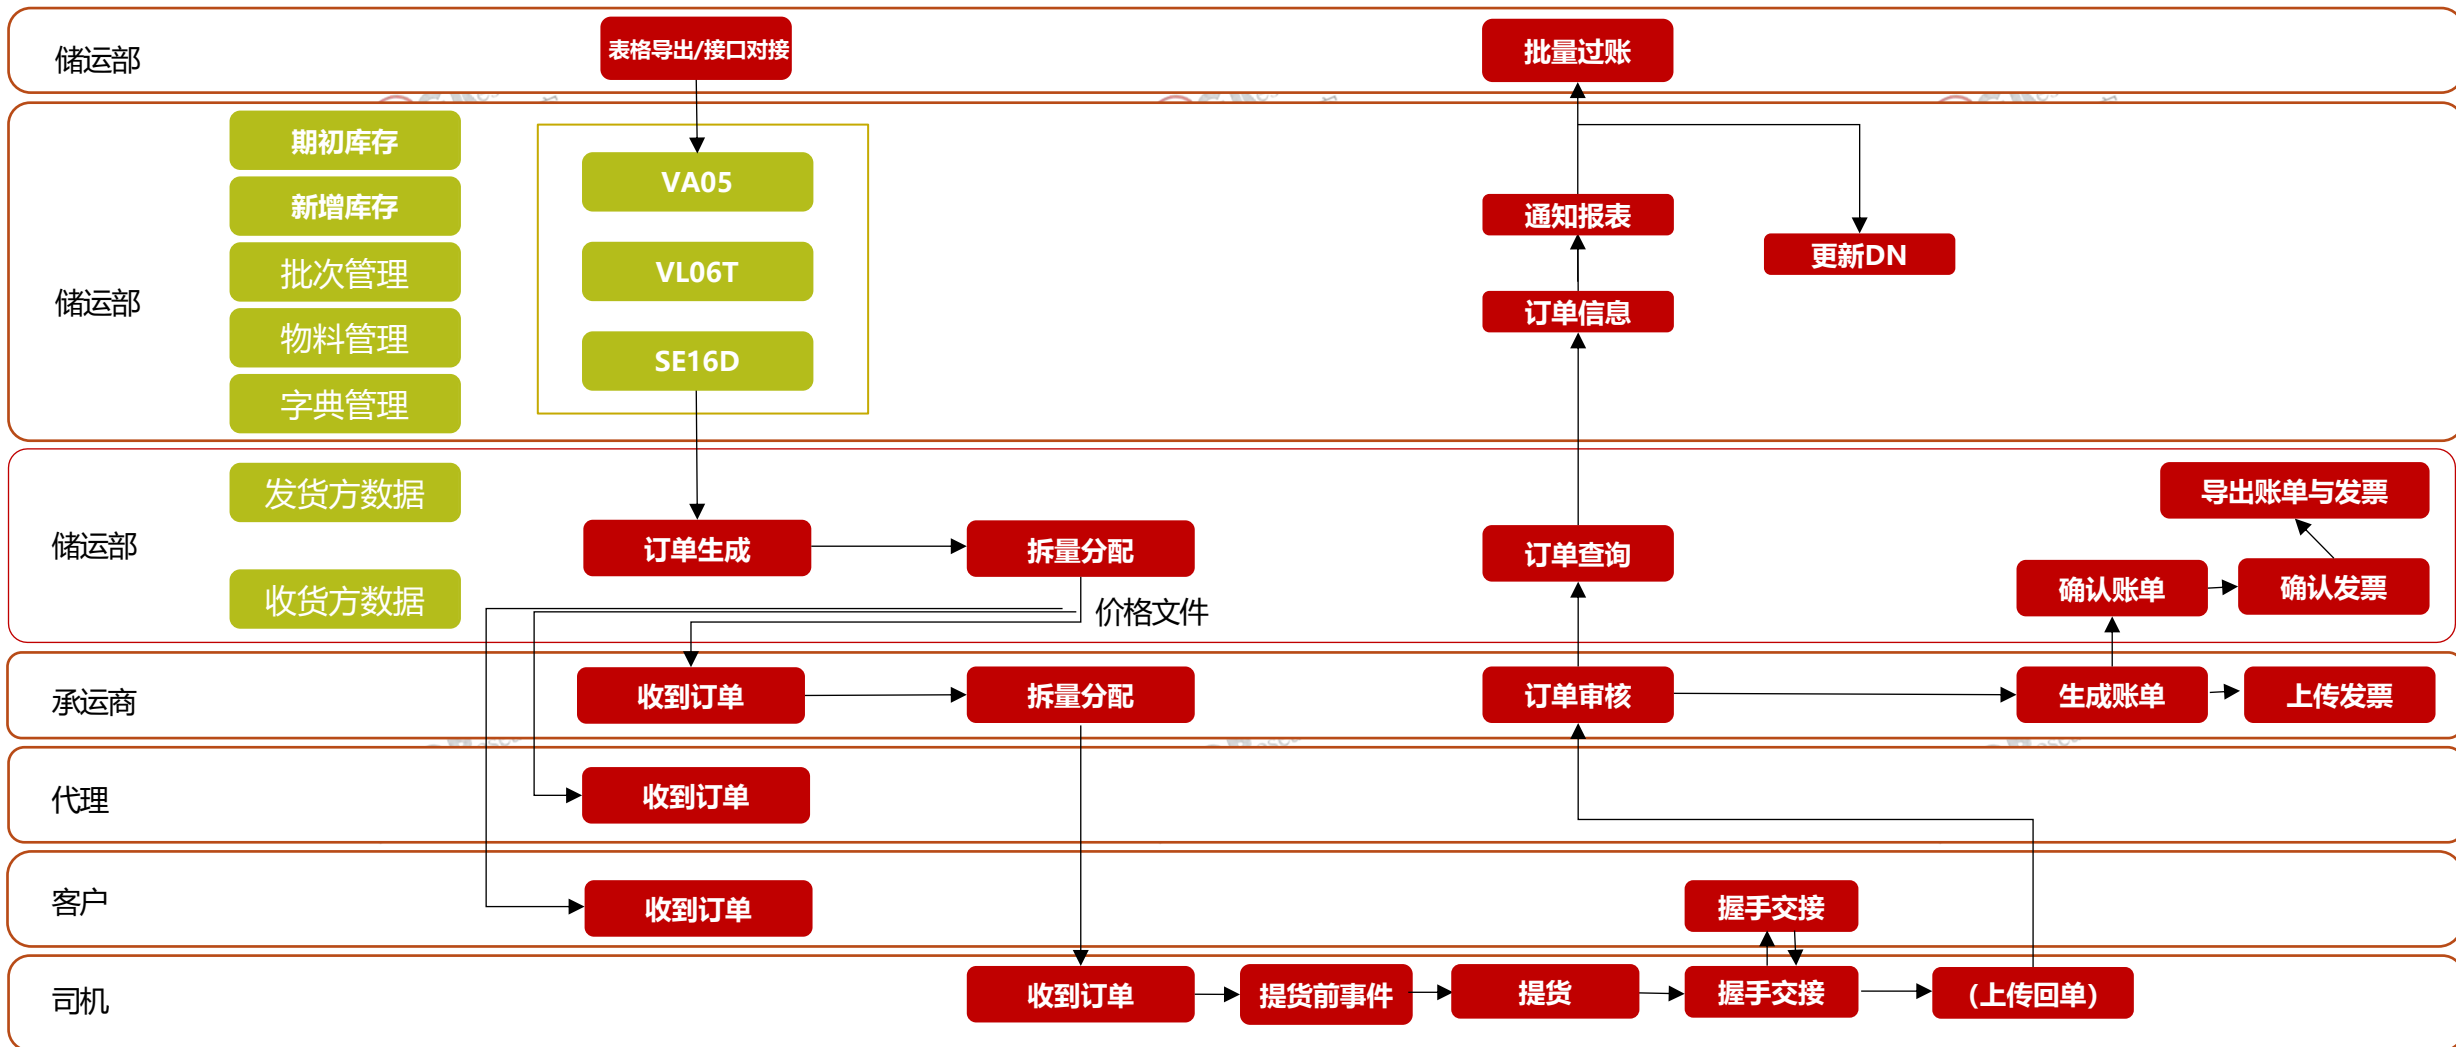 储运部
表格导出/接口对接
批量过账
储运部
期初库存
新增库存
批次管理
物料管理
字典管理
VA05
VL06T
SE16D
通知报表
更新DN
订单信息
储运部
发货方数据
收货方数据
订单生成
拆量分配
价格文件
订单查询
导出账单与发票
确认账单
确认发票
承运商
收到订单
拆量分配
订单审核
生成账单
上传发票
代理
收到订单
客户
收到订单
握手交接
司机
收到订单
提货前事件
提货
握手交接
（上传回单）